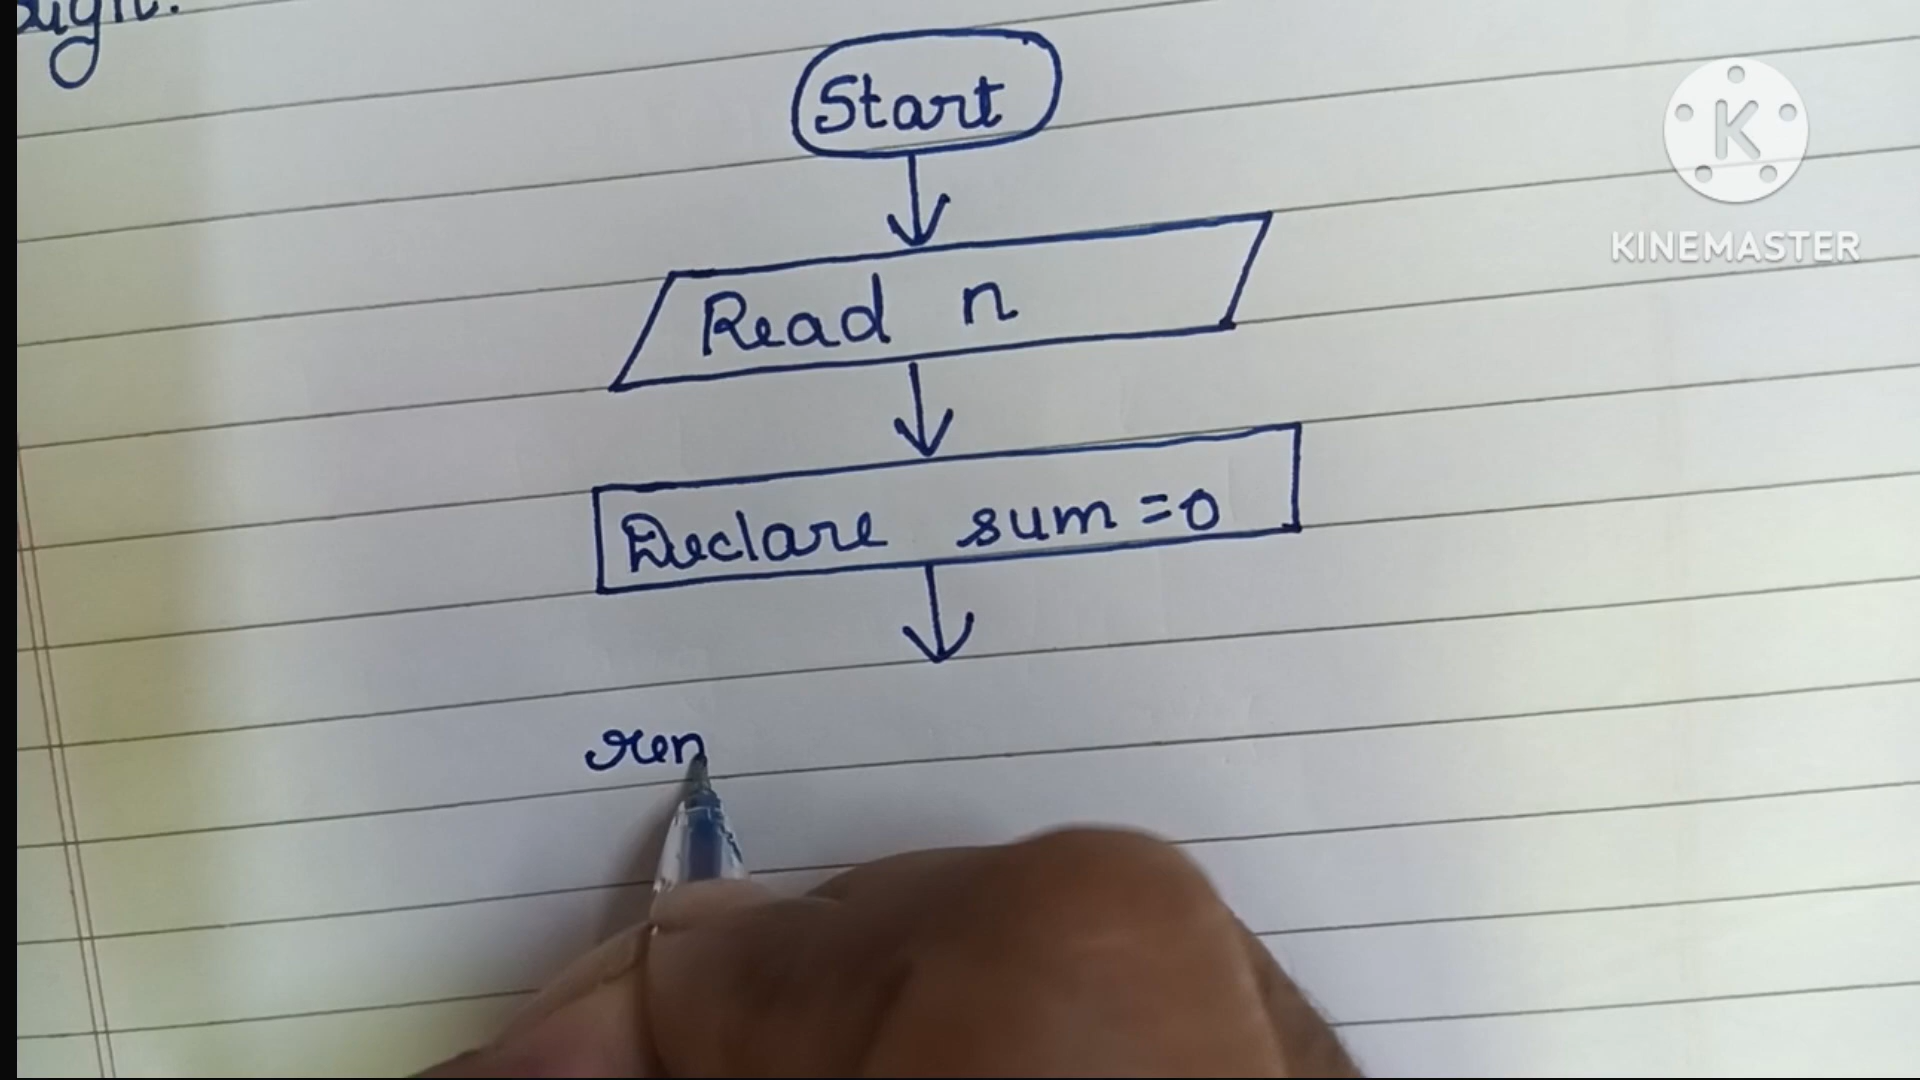 Start
Read n
Declare sum = 0
ren
K
KINEMASTER